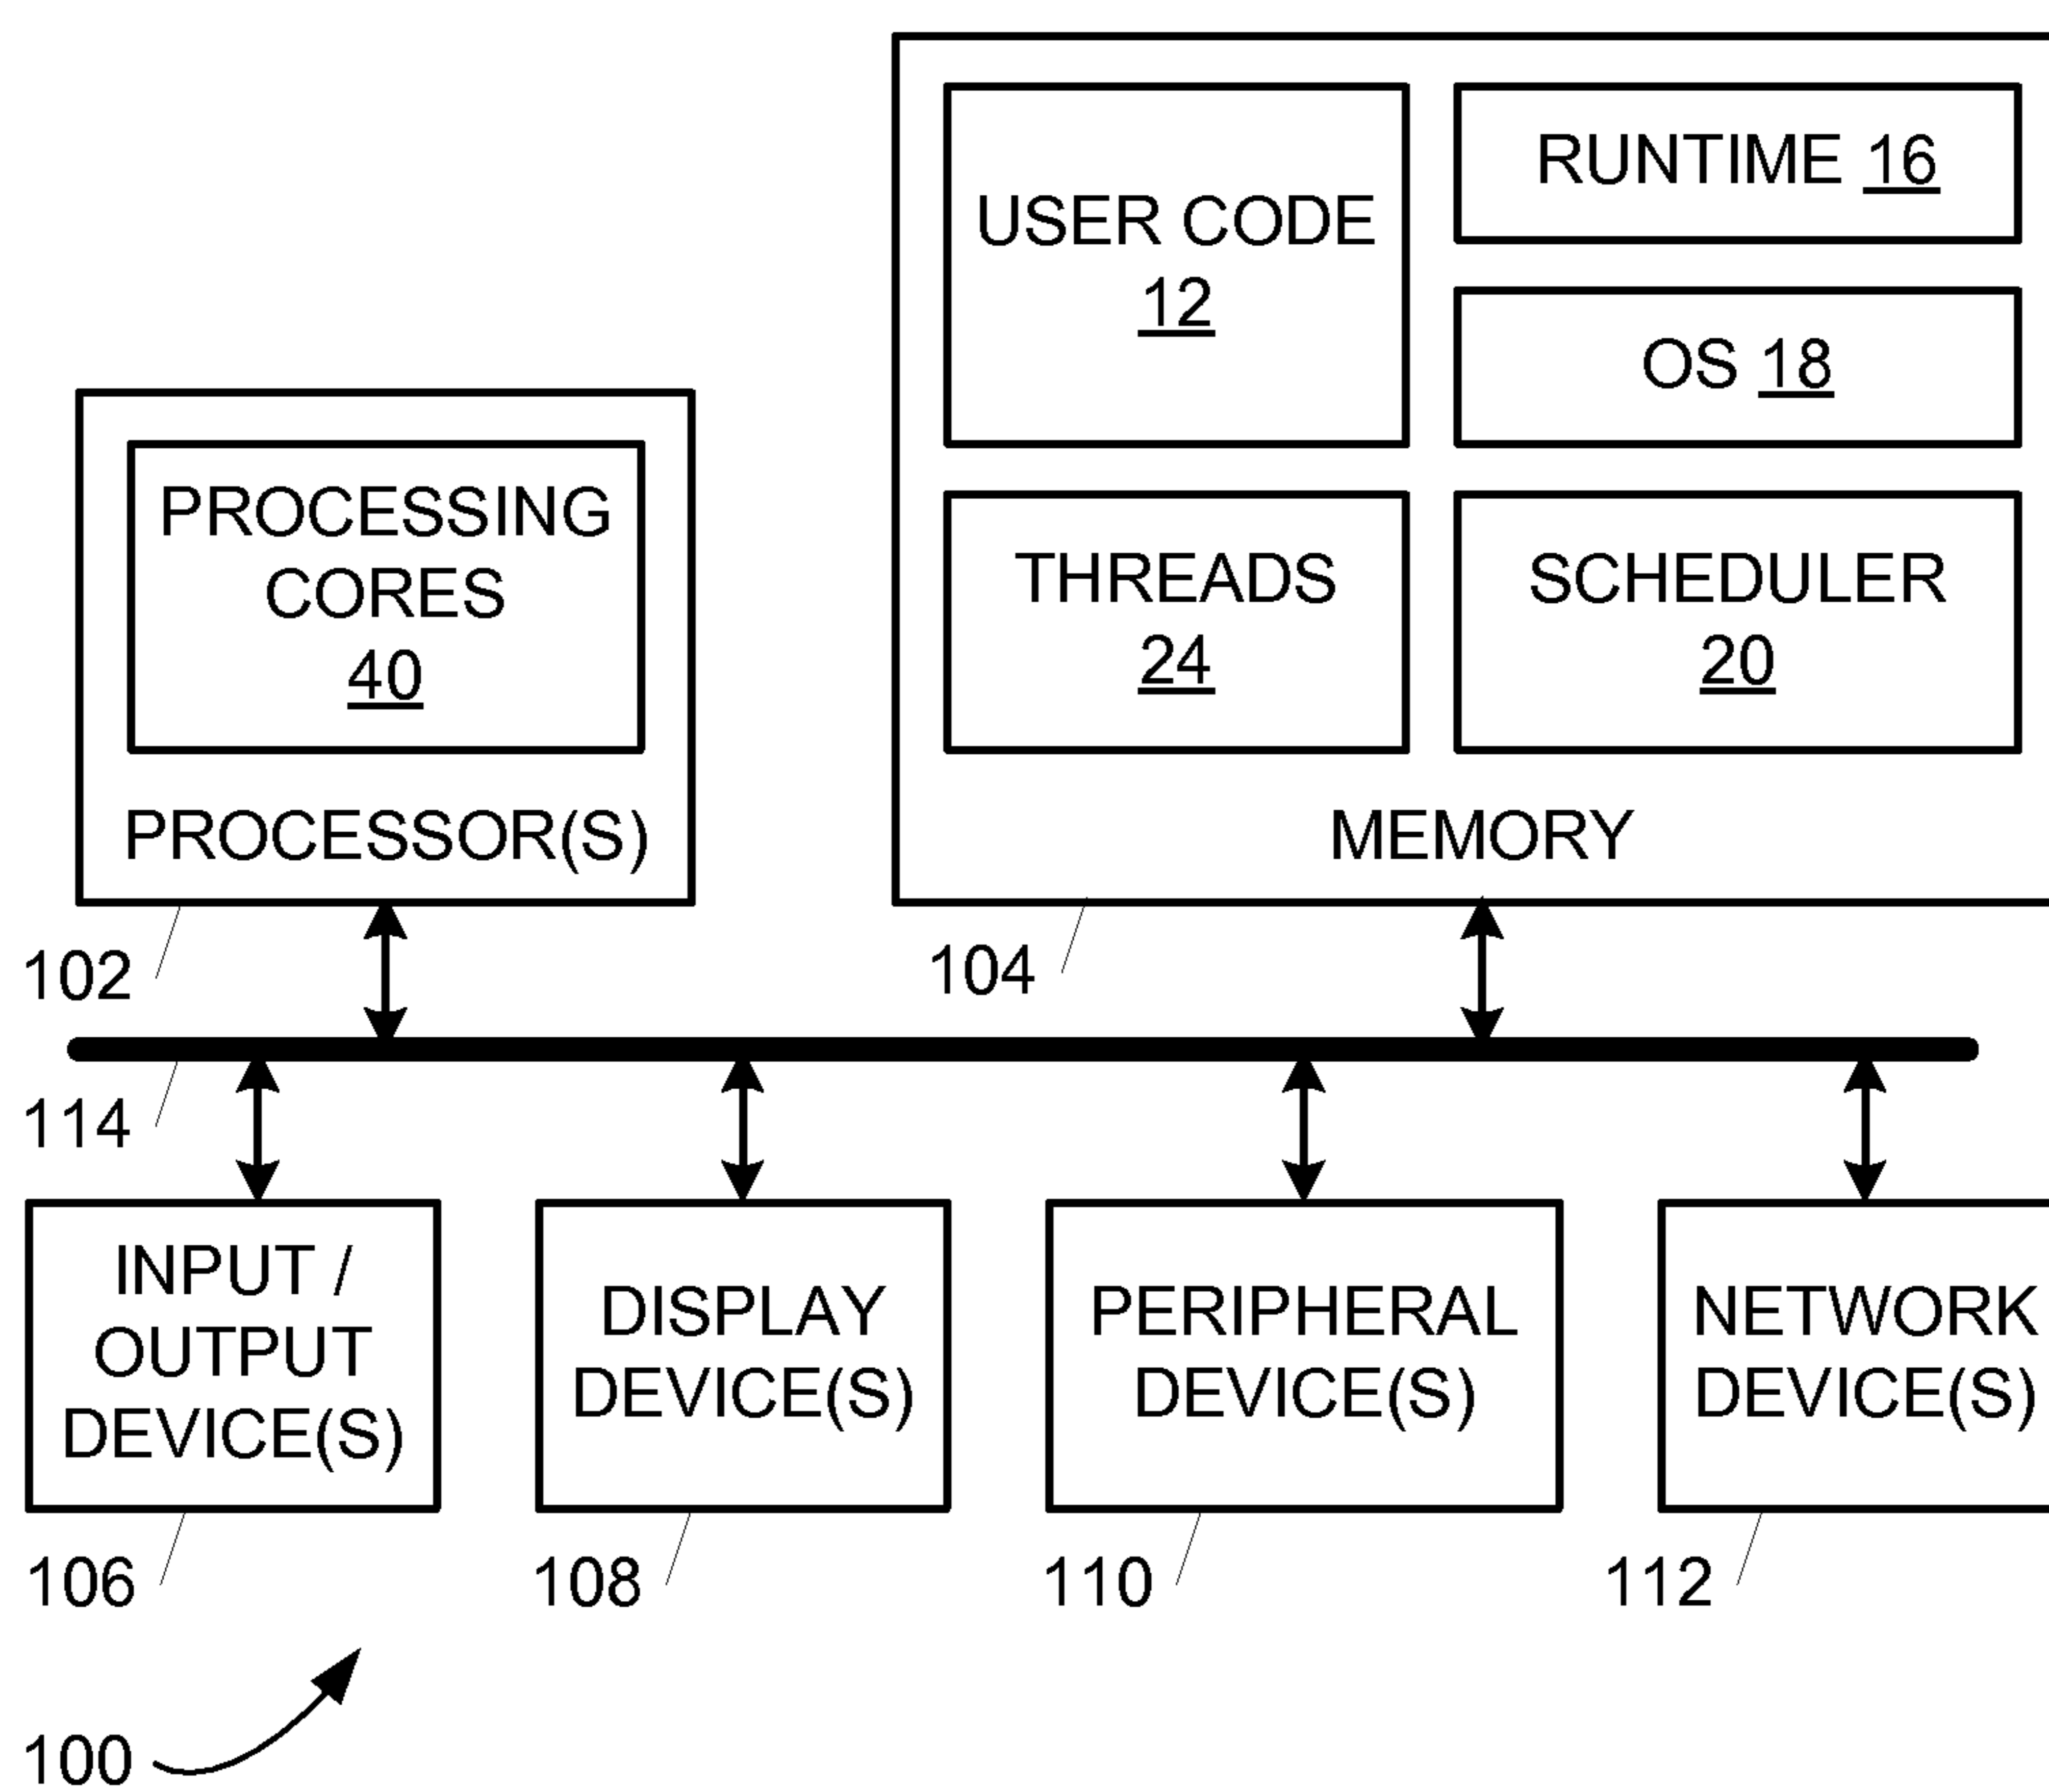 USER CODE
12
RUNTIME 16
OS 18
THREADS
24
SCHEDULER
20
MEMORY
104
PROCESSING
CORES
40
PROCESSOR(S)
102
114
INPUT /
OUTPUT
DEVICE(S)
106
DISPLAY
DEVICE(S)
108
PERIPHERAL
DEVICE(S)
110
NETWORK
DEVICE(S)
112
100